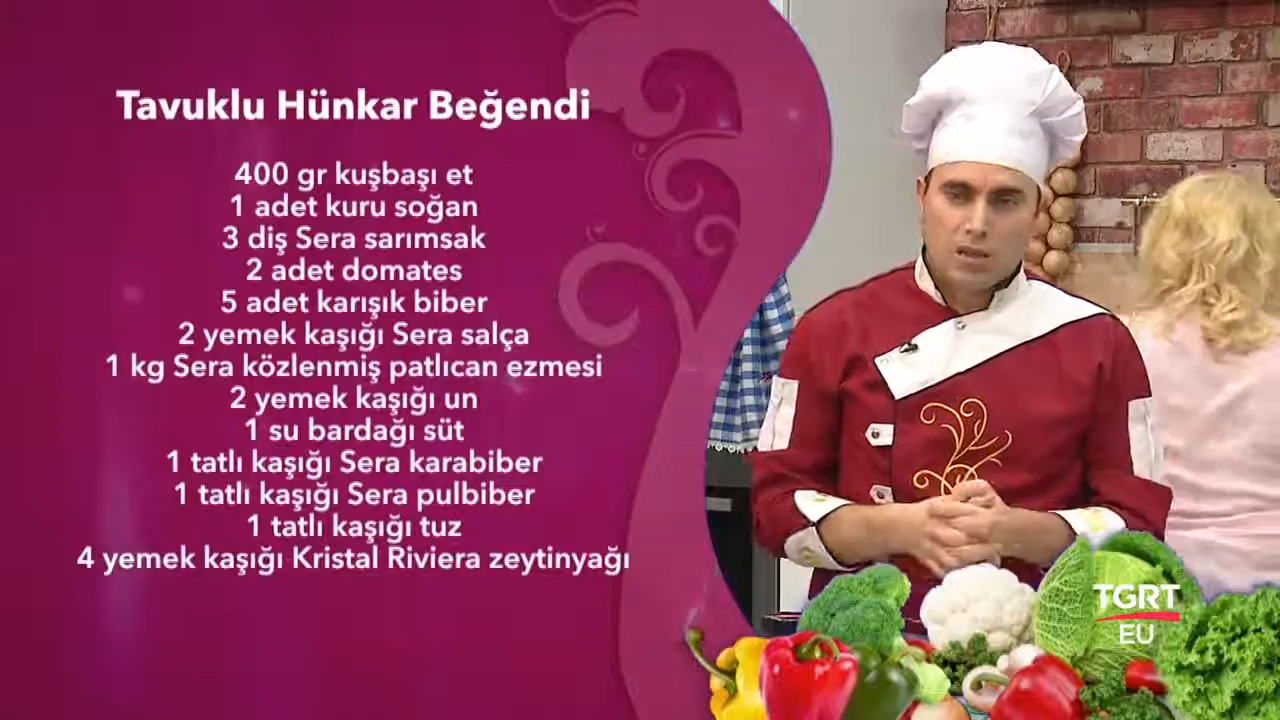 Tavuklu Hünkar Beğendi
400 gr kuşbaşı et
1 adet kuru soğan
3 diş Sera sarımsak
2 adet domates
5 adet karışık biber
2 yemek kaşığı Sera salça
1 kg Sera közlenmiş patlıcan ezmesi
2 yemek kaşığı un
1 su bardağı süt
1 tatlı kaşığı Sera karabiber
1 tatlı kaşığı Sera pulbiber
1 tatlı kaşığı tuz
4 yemek kaşığı Kristal Riviera zeytinyağı
TGRT
EU